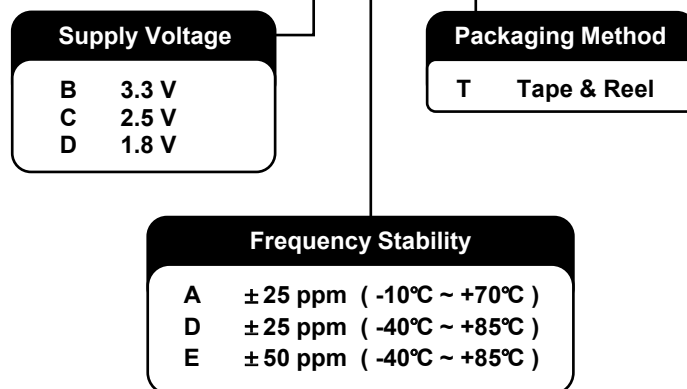 Supply Voltage
B 3.3 V
C 2.5 V
D 1.8 V
Packaging Method
T Tape & Reel
Frequency Stability
A ± 25 ppm ( -10℃ ~ +70℃ )
D ± 25 ppm ( -40℃ ~ +85℃ )
E ± 50 ppm ( -40℃ ~ +85℃ )